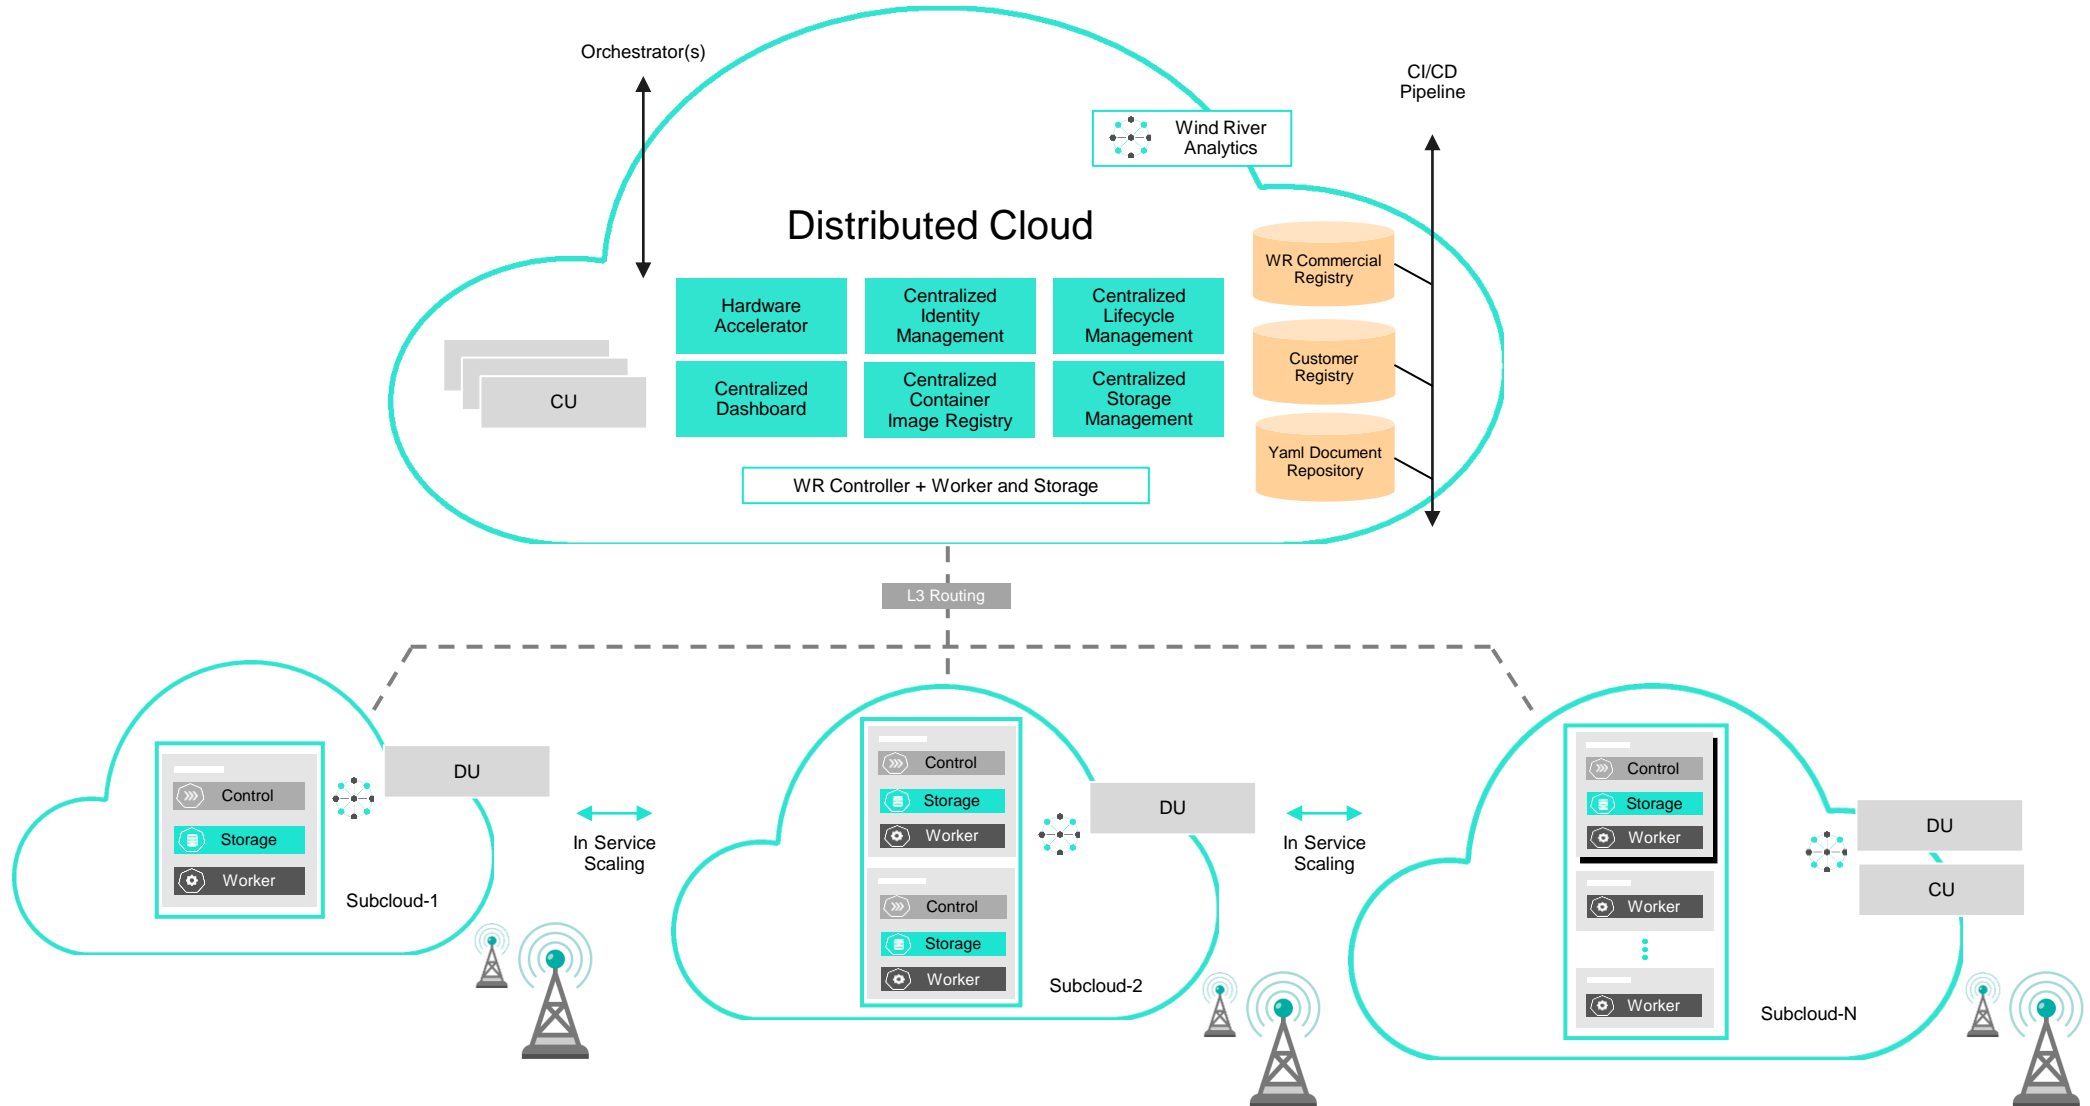 Orchestrator(s)
CI/CD
Pipeline
Wind River
Analytics
Distributed Cloud
WR Commercial
Registry
Hardware
Accelerator
Centralized
Identity
Management
Centralized
Lifecycle
Management
Customer
Registry
CU
Centralized
Dashboard
Centralized
Container
Image Registry
Centralized
Storage
Management
Yaml Document
Repository
WR Controller + Worker and Storage
L3 Routing
Control
Storage
Worker
DU
Subcloud-1
In Service
Scaling
Control
Storage
Worker
Control
Storage
Worker
DU
Subcloud-2
In Service
Scaling
Control
Storage
Worker
Worker
Worker
DU
CU
Subcloud-N